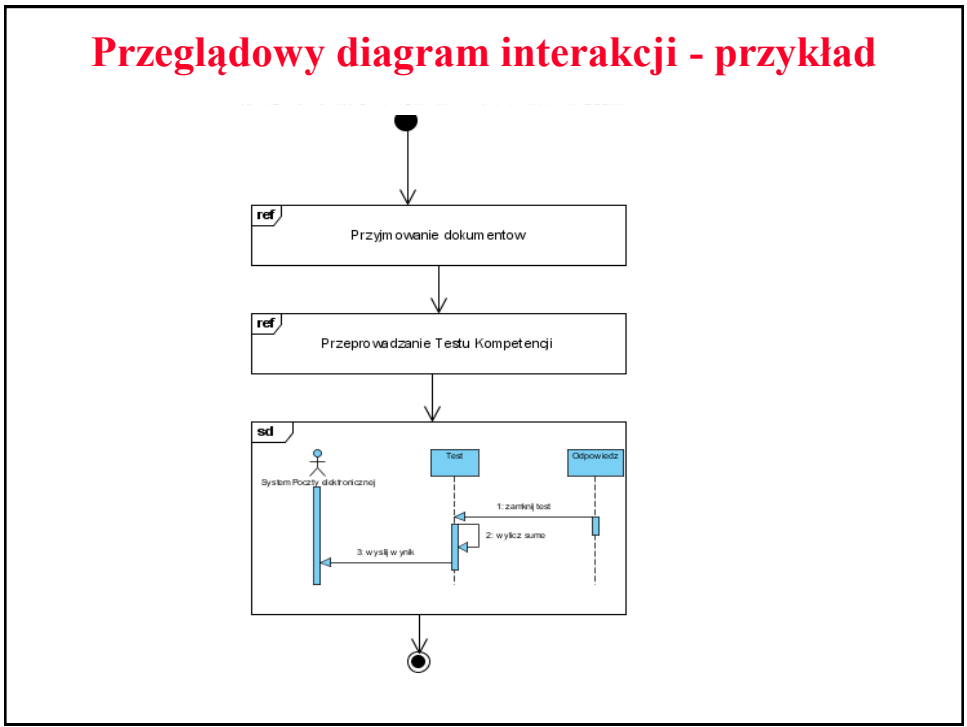 Przeglądowy diagram interakcji - przykład
ref
Przyjmowanie dokumentow
ref
Przeprowadzanie Testu Kompetencji
sd
Test
Odpowiedz
System Poczty elektronicznej
1: zamknij test
2: wylicz sume
3: wyslij wynik